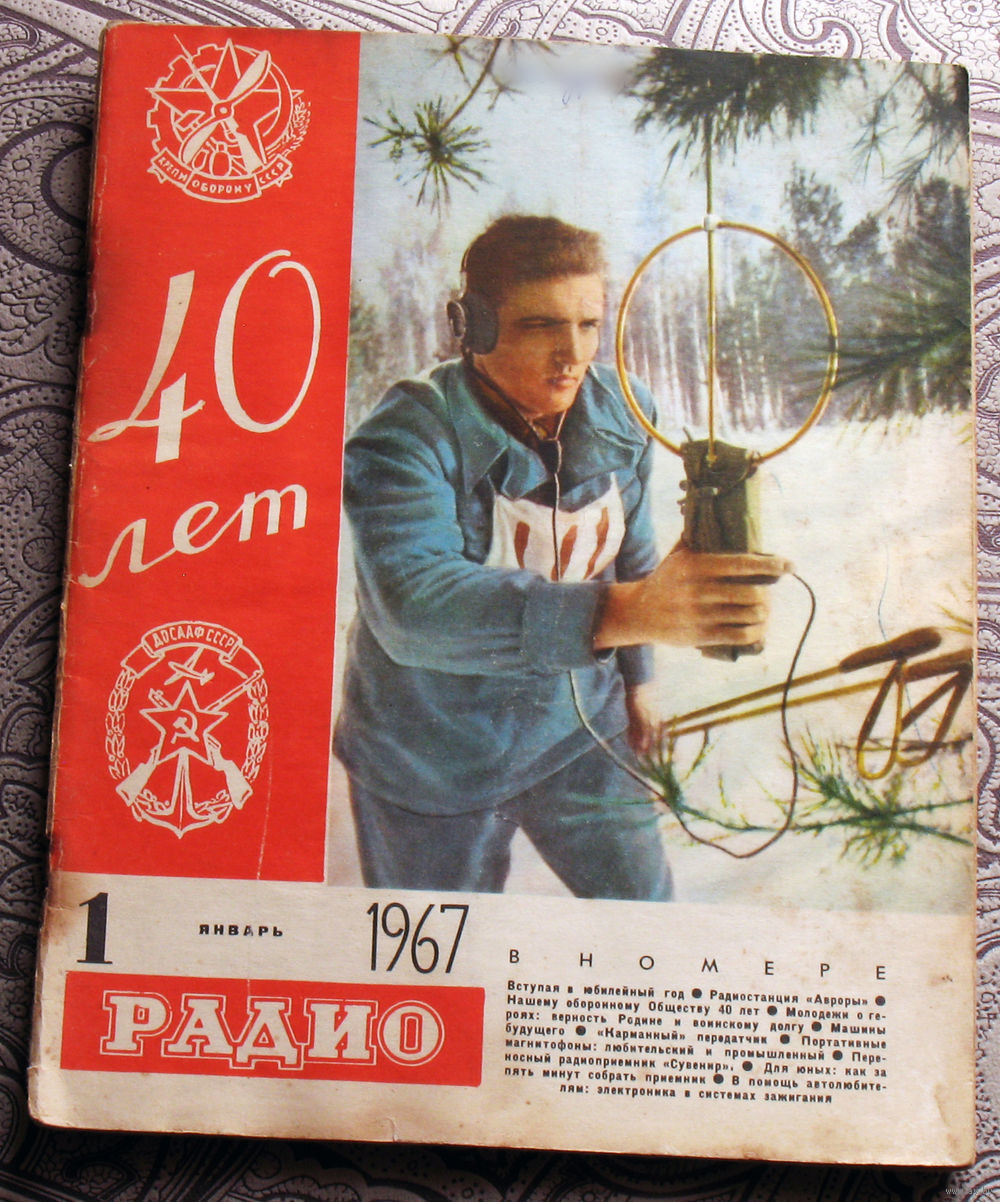 КРЕПИ ОБОРОНУ СССР
40
лет
ДОСААФ СССР
1
ЯНВАРЬ
1967
РАДИО
В НОМЕРЕ
Вступая в юбилейный год ● Радиостанция «Авроры» ●
Нашему оборонному Обществу 40 лет ● Молодежи о ге-
роях: верность Родине и воинскому долгу ● Машины
будущего ● «Карманный» передатчик ● Портативные
магнитофоны: любительский и промышленный ● Пере-
носный радиоприемник «Сувенир». ● Для юных: как за
пять минут собрать приемник ● В помощь автолюбите-
лям: электроника в системах зажигания